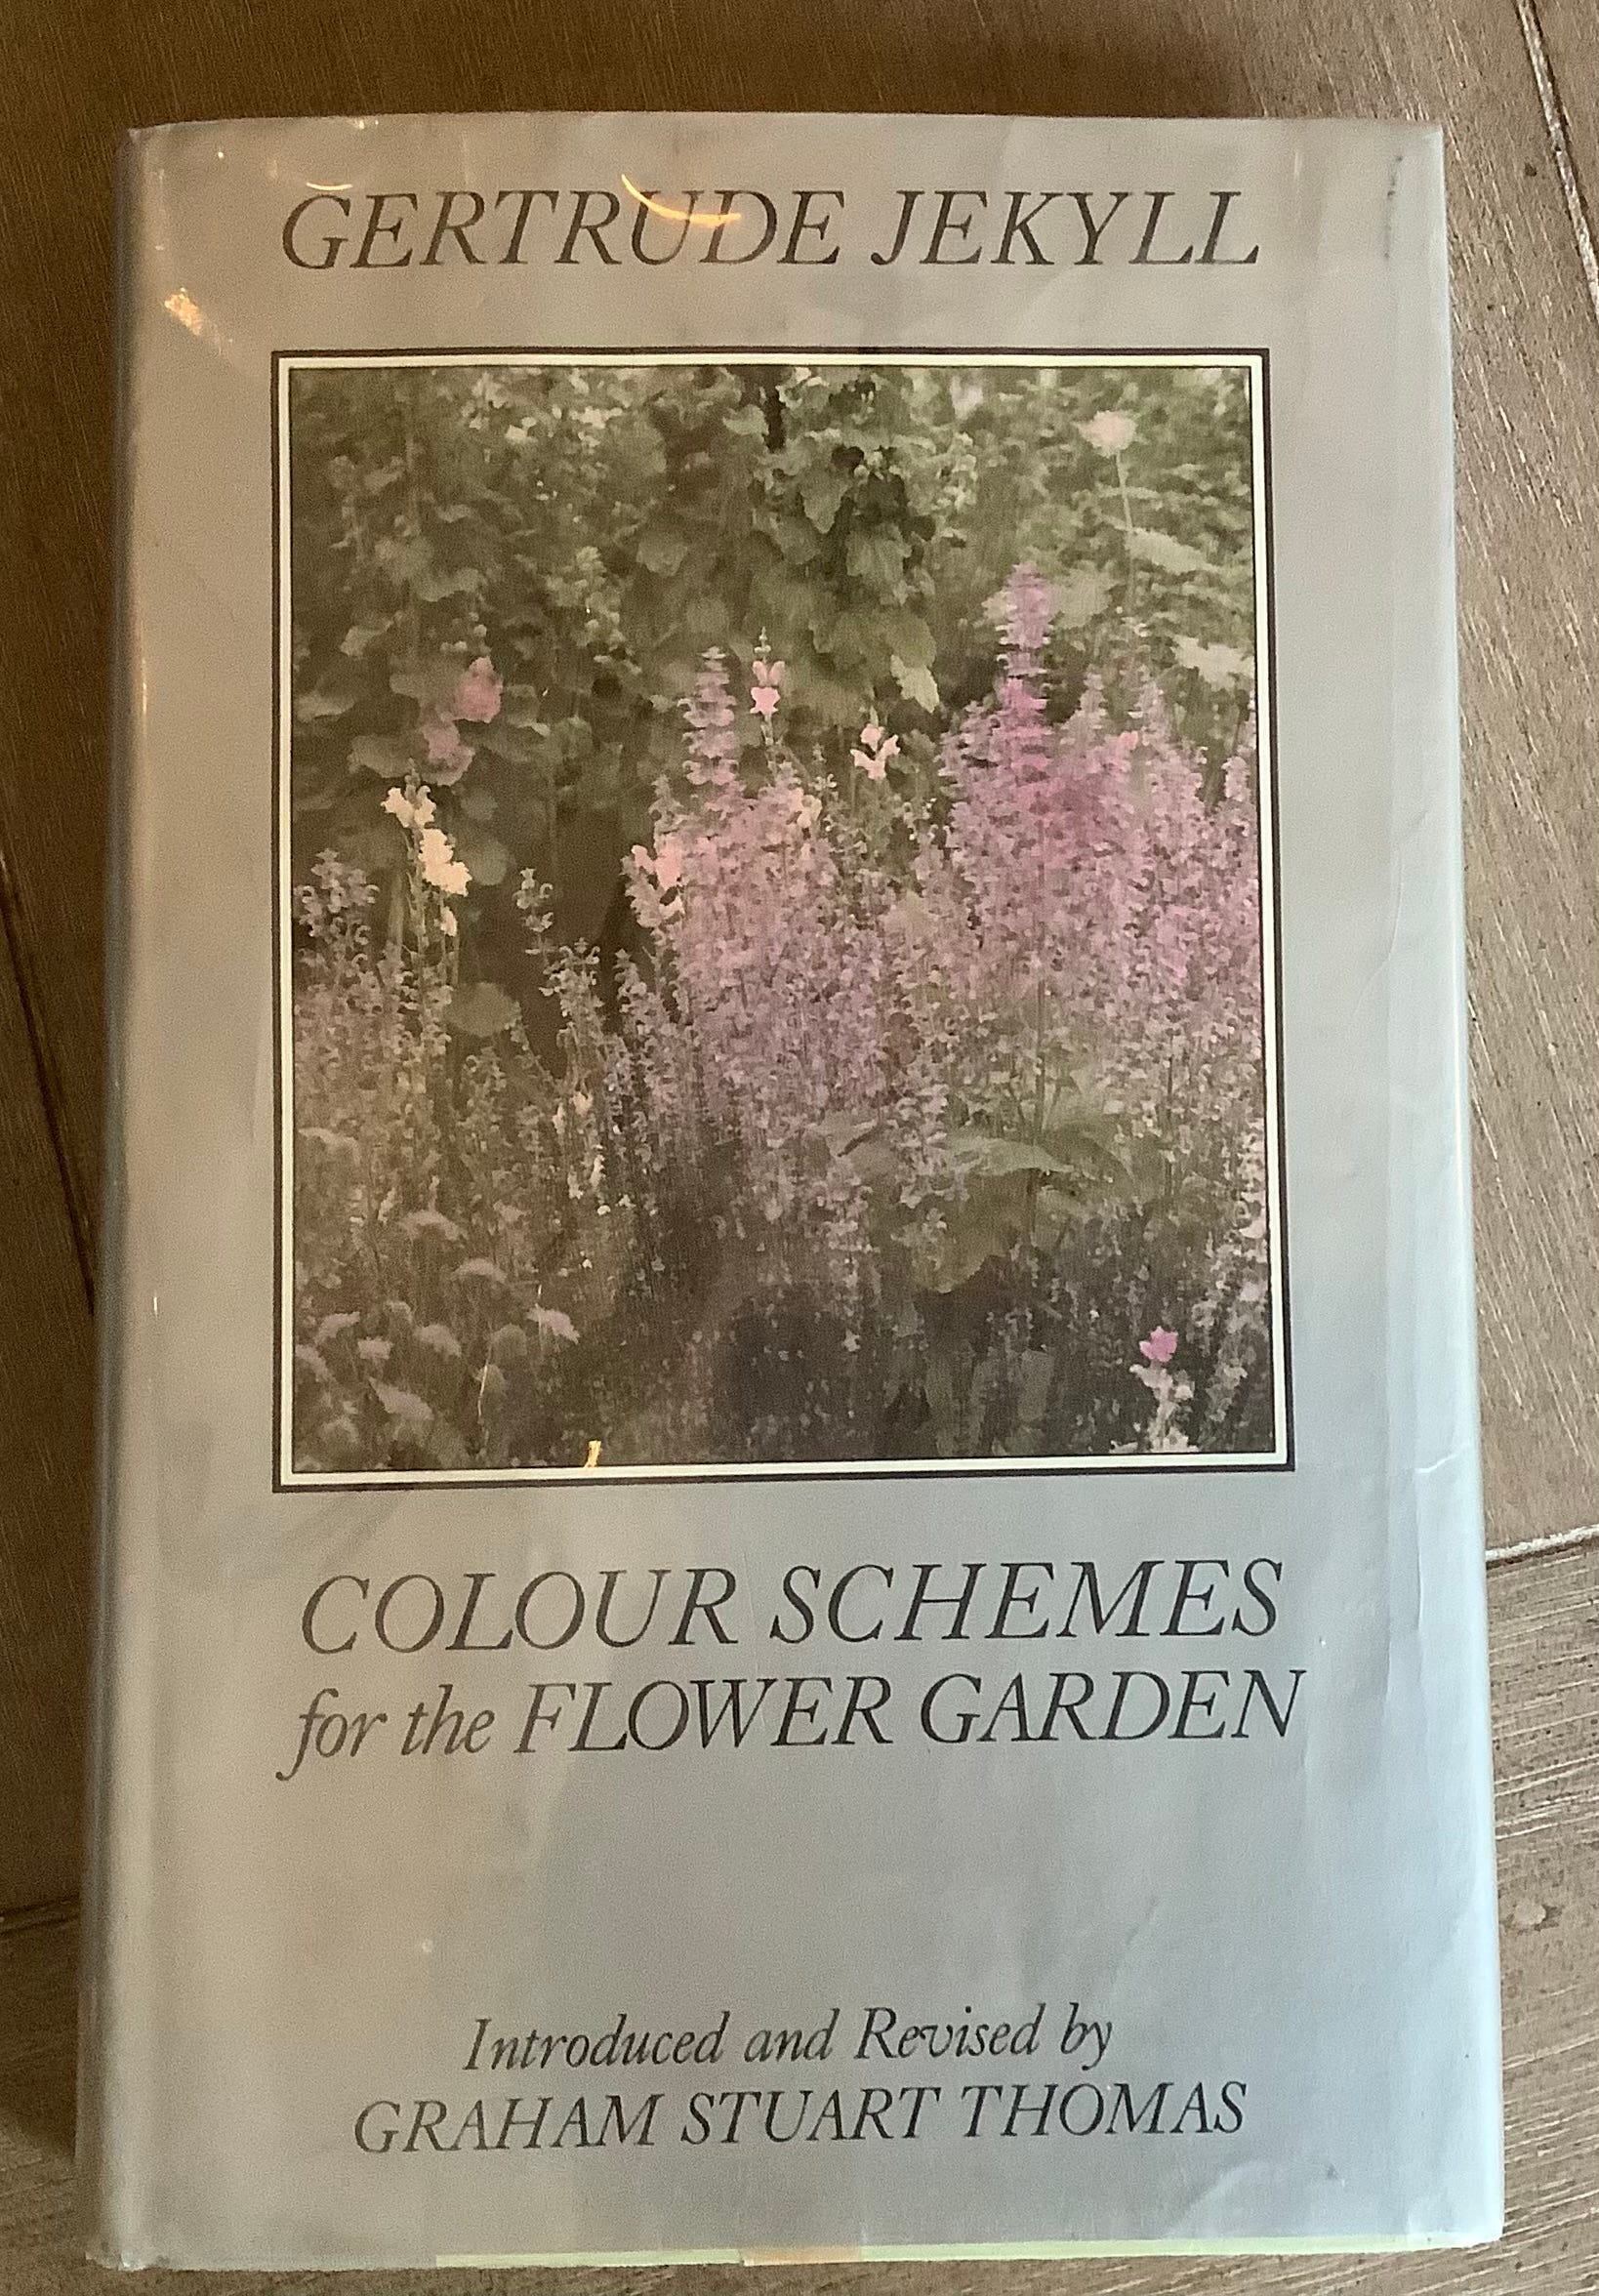 GERTRUDE JEKYLL
COLOUR SCHEMES
for the FLOWER GARDEN
Introduced and Revised by
GRAHAM STUART THOMAS